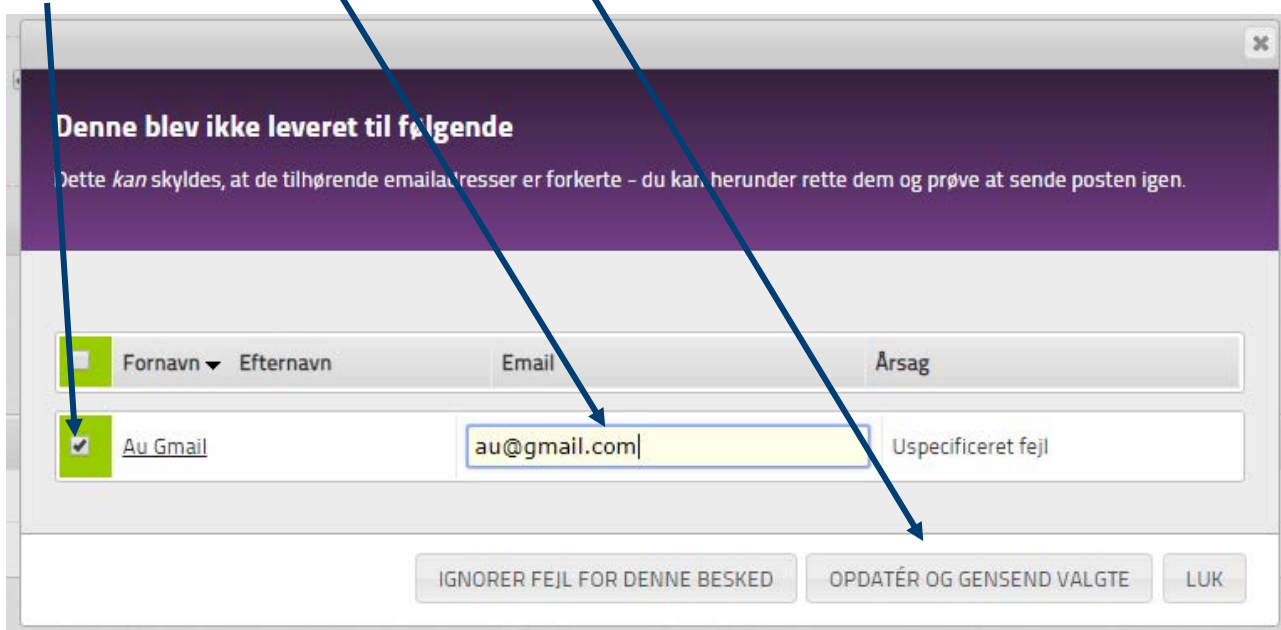 Denne blev ikke leveret til følgende
Dette kan skyldes, at de tilhørende emailadresser er forkerte - du kan herunder rette dem og prøve at sende posten igen.
Fornavn Efternavn Email Årsag
Au Gmail au@gmail.com Uspecificeret fejl
IGNORER FEJL FOR DENNE BESKED OPDATÉR OG GENSEND VALGTE LUK